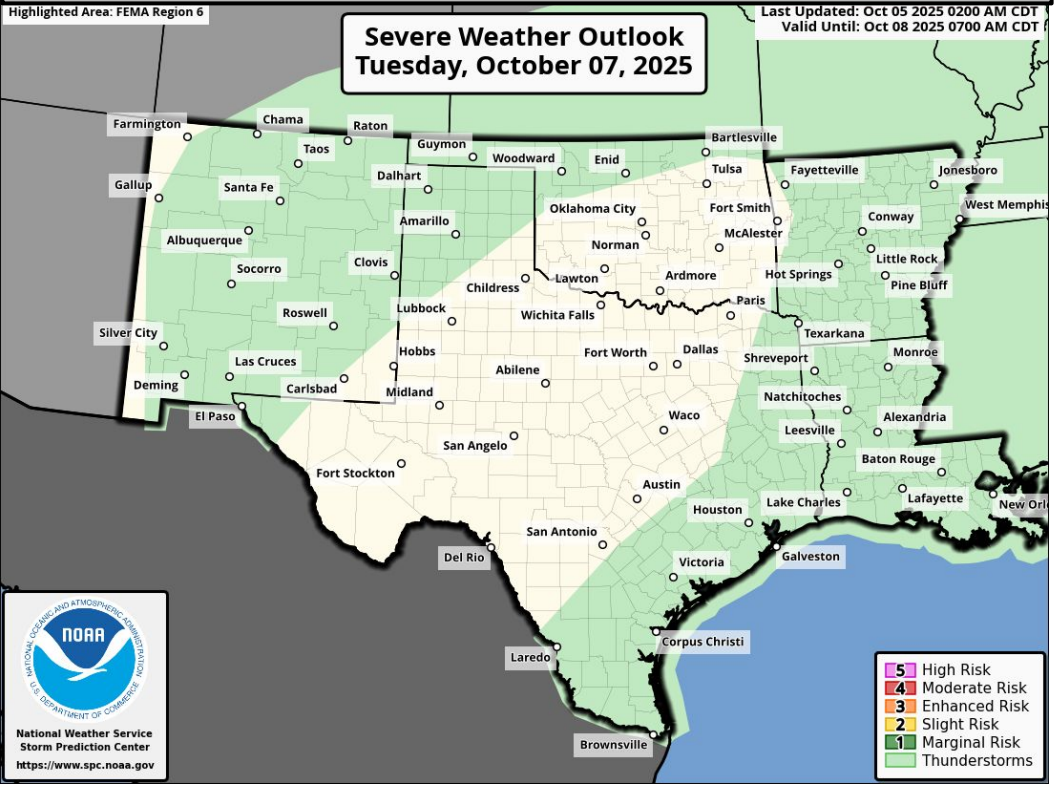 Highlighted Area: FEMA Region 6
Last Updated: Oct 05 2025 0200 AM CDT
Valid Until: Oct 08 2025 0700 AM CDT
Severe Weather Outlook
Tuesday, October 07, 2025
Farmington
Chama
Raton
Taos
Guymon
Woodward
Enid
Bartlesville
Tulsa
Fayetteville
Jonesboro
Gallup
Santa Fe
Dalhart
Oklahoma City
Fort Smith
West Memphis
Albuquerque
Amarillo
Norman
McAlester
Conway
Socorro
Clovis
Childress
Lawton
Ardmore
Hot Springs
Little Rock
Pine Bluff
Roswell
Lubbock
Wichita Falls
Paris
Texarkana
Silver City
Las Cruces
Hobbs
Fort Worth
Dallas
Shreveport
Monroe
Deming
Carlsbad
Midland
Abilene
Natchitoches
El Paso
San Angelo
Waco
Leesville
Alexandria
Fort Stockton
Austin
Baton Rouge
Houston
Lake Charles
Lafayette
New Orl
Del Rio
San Antonio
Galveston
Victoria
Laredo
Corpus Christi
Brownsville
NATIONAL OCEANIC AND ATMOSPHERIC ADMINISTRATION
NOAA
U.S. DEPARTMENT OF COMMERCE
National Weather Service
Storm Prediction Center
https://www.spc.noaa.gov
5 High Risk
4 Moderate Risk
3 Enhanced Risk
2 Slight Risk
1 Marginal Risk
Thunderstorms